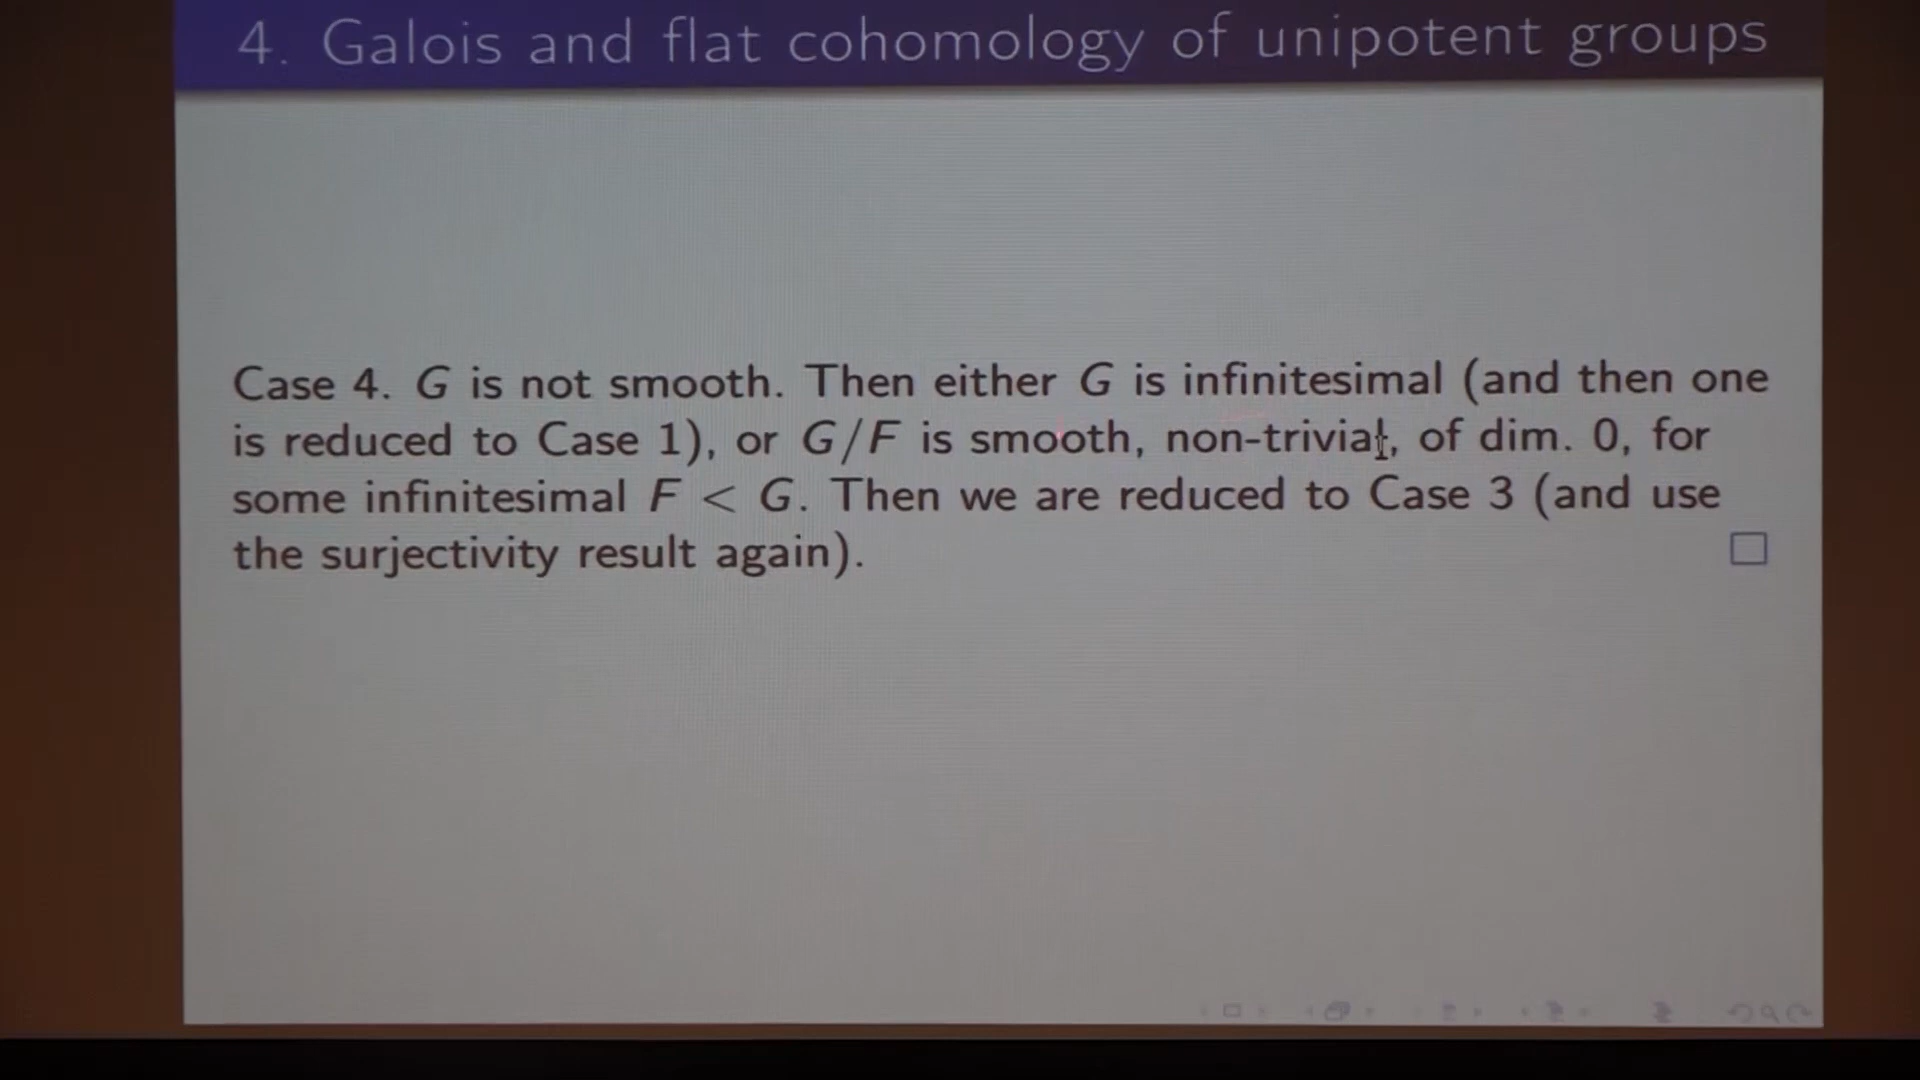 4. Galois and flat cohomology of unipotent groups
Case 4. G is not smooth. Then either G is infinitesimal (and then one
is reduced to Case 1), or G/F is smooth, non-trivial, of dim. 0, for
some infinitesimal F < G. Then we are reduced to Case 3 (and use
the surjectivity result again).